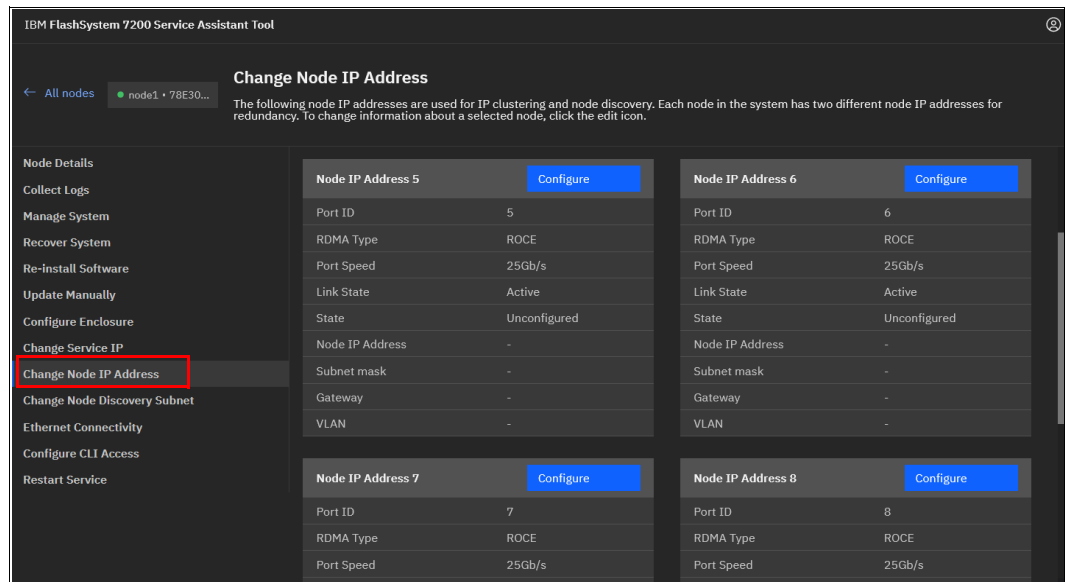 IBM FlashSystem 7200 Service Assistant Tool
← All nodes
node1 • 78E30...
Change Node IP Address
The following node IP addresses are used for IP clustering and node discovery. Each node in the system has two different node IP addresses for
redundancy. To change information about a selected node, click the edit icon.
Node Details
Collect Logs
Manage System
Recover System
Re-install Software
Update Manually
Configure Enclosure
Change Service IP
Change Node IP Address
Change Node Discovery Subnet
Ethernet Connectivity
Configure CLI Access
Restart Service
Node IP Address 5 Configure
Port ID 5
RDMA Type ROCE
Port Speed 25Gb/s
Link State Active
State Unconfigured
Node IP Address -
Subnet mask -
Gateway -
VLAN -
Node IP Address 6 Configure
Port ID 6
RDMA Type ROCE
Port Speed 25Gb/s
Link State Active
State Unconfigured
Node IP Address -
Subnet mask -
Gateway -
VLAN -
Node IP Address 7 Configure
Port ID 7
RDMA Type ROCE
Port Speed 25Gb/s
Node IP Address 8 Configure
Port ID 8
RDMA Type ROCE
Port Speed 25Gb/s